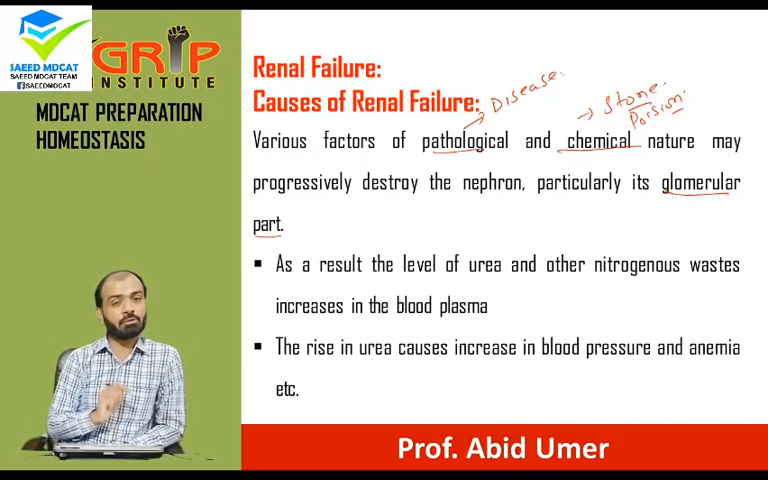 SAEED MDCAT
SAEED MDCAT TEAM
@SAEEDMDCAT
GRIP
INSTITUTE
MDCAT PREPARATION
HOMEOSTASIS
Renal Failure:
Causes of Renal Failure:
Disease.
Stone.
Poision.
Various factors of pathological and chemical nature may
progressively destroy the nephron, particularly its glomerular
part.
▪ As a result the level of urea and other nitrogenous wastes
increases in the blood plasma
▪ The rise in urea causes increase in blood pressure and anemia
etc.
Prof. Abid Umer